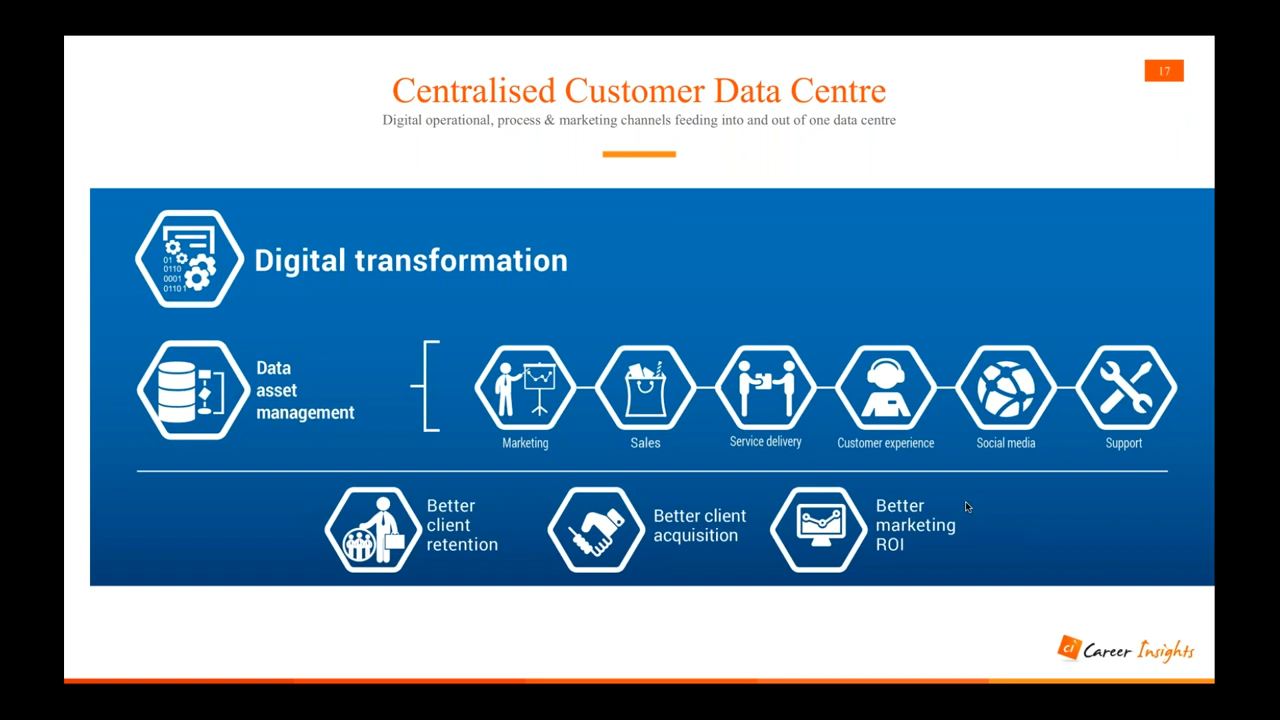 17
Centralised Customer Data Centre
Digital operational, process & marketing channels feeding into and out of one data centre
01
0110
0001
01101
Digital transformation
Data
asset
management
Marketing
Sales
Service delivery
Customer experience
Social media
Support
Better
client
retention
Better client
acquisition
Better
marketing
ROI
ci Career Insights